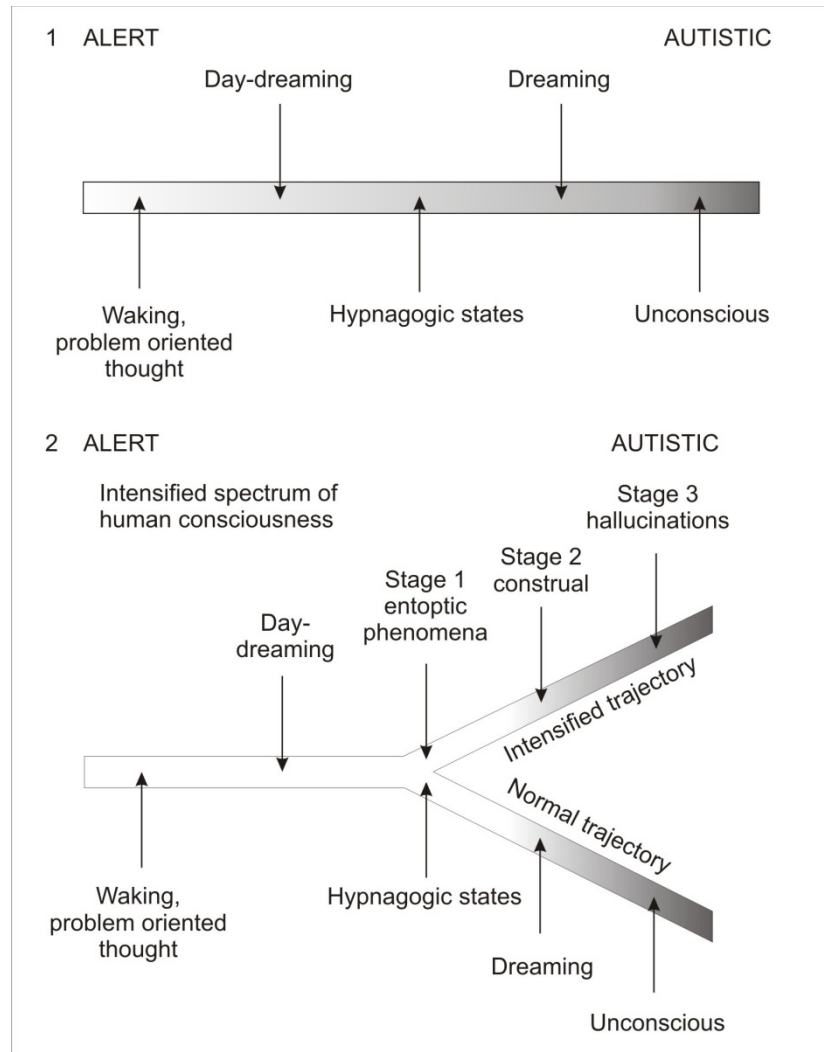 1 ALERT AUTISTIC
Day-dreaming Dreaming
Waking,
problem oriented
thought
Hypnagogic states
Unconscious
2 ALERT AUTISTIC
Intensified spectrum of
human consciousness
Day-
dreaming
Stage 1
entoptic
phenomena
Stage 2
construal
Stage 3
hallucinations
Intensified trajectory
Normal trajectory
Waking,
problem oriented
thought
Hypnagogic states
Dreaming
Unconscious